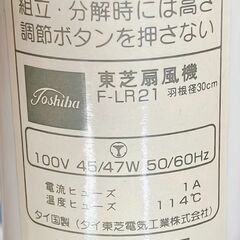 組立・分解時には高さ
調節ボタンを押さない
Toshiba
東芝扇風機
F-LR21 羽根径30cm
100V 45/47W 50/60Hz
電流ヒューズ 1A
温度ヒューズ 114℃
タイ国製(タイ東芝電気工業株式会社)